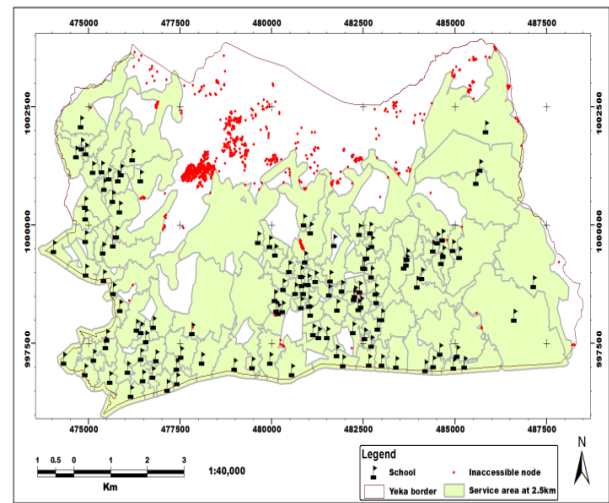 475000 477500 480000 482500 485000 487500
1002500 1002500
1000000 1000000
997500 997500
475000 477500 480000 482500 485000 487500
1 0.5 0 1 2 3
Km
1:40,000
Legend
School Inaccessible node
Yeka border Service area at 2.5km
N